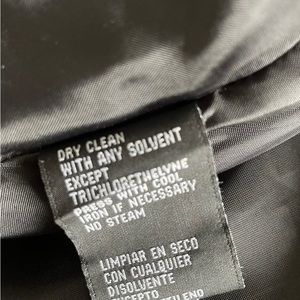 DRY CLEAN
WITH ANY SOLVENT
EXCEPT
TRICHLORETHELYNE
PRESS WITH COOL
IRON IF NECESSARY
NO STEAM
LIMPIAR EN SECO
CON CUALQUIER
DISOLVENTE
EXCEPTO